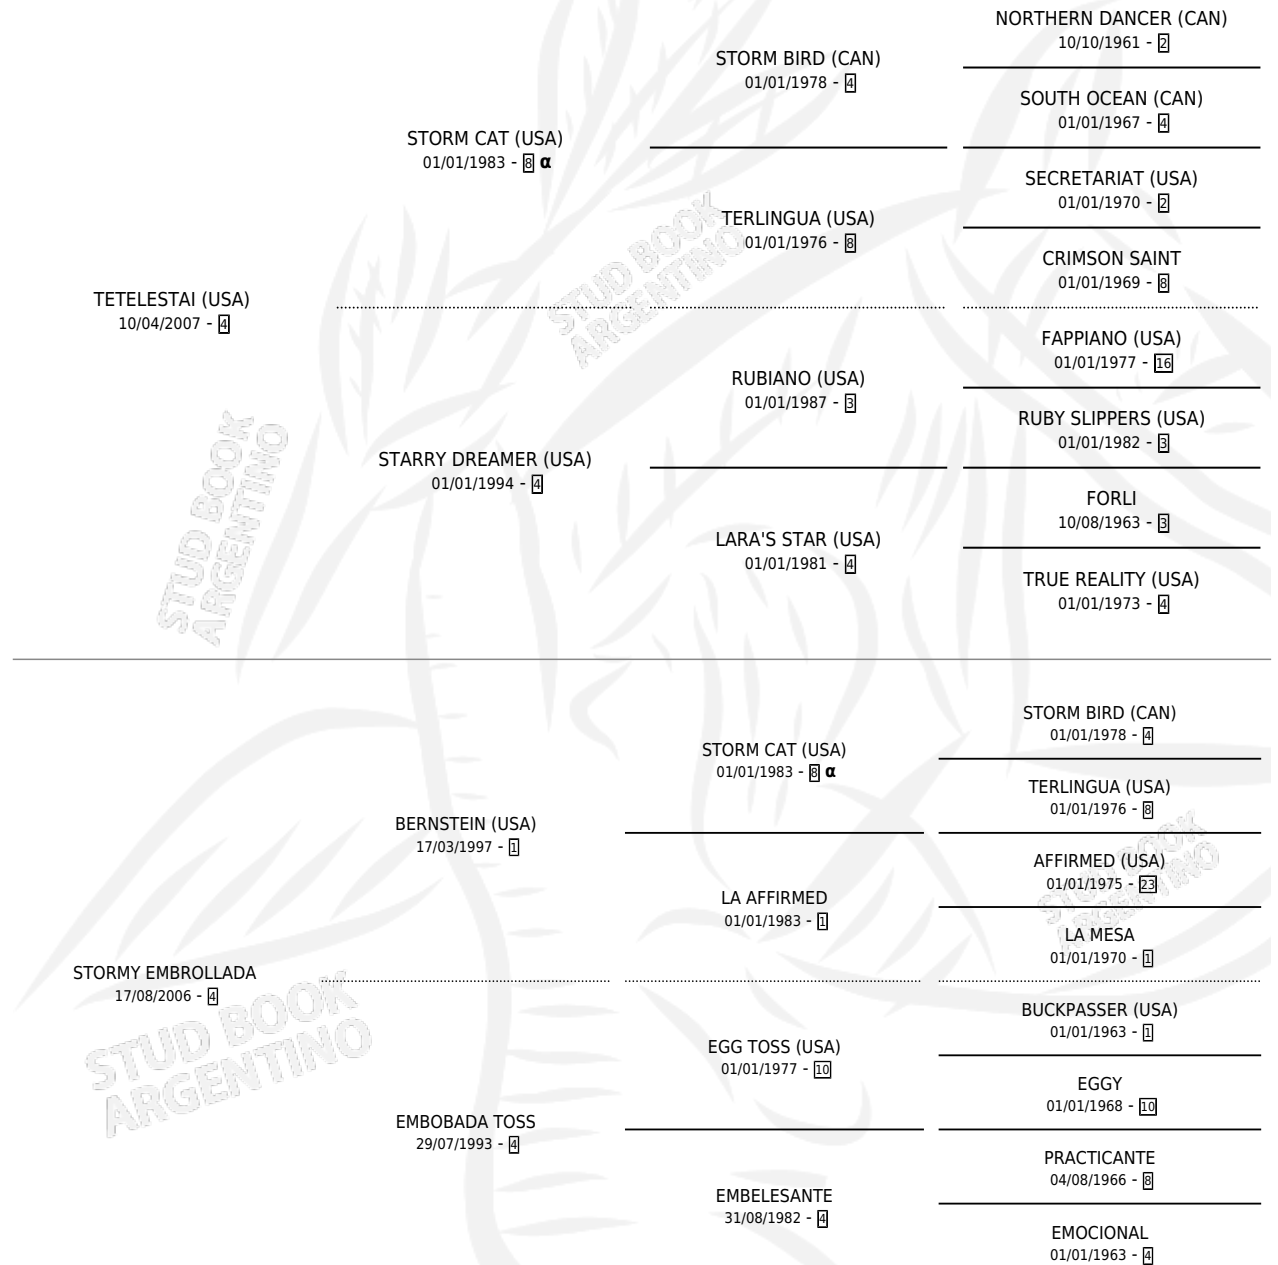 TETELESTAI (USA)
10/04/2007 - 4
STORM CAT (USA)
01/01/1983 - 8 α
STARRY DREAMER (USA)
01/01/1994 - 4
STORM BIRD (CAN)
01/01/1978 - 4
TERLINGUA (USA)
01/01/1976 - 8
RUBIANO (USA)
01/01/1987 - 3
LARA'S STAR (USA)
01/01/1981 - 4
NORTHERN DANCER (CAN)
10/10/1961 - 2
SOUTH OCEAN (CAN)
01/01/1967 - 4
SECRETARIAT (USA)
01/01/1970 - 2
CRIMSON SAINT
01/01/1969 - 8
FAPPIANO (USA)
01/01/1977 - 16
RUBY SLIPPERS (USA)
01/01/1982 - 3
FORLI
10/08/1963 - 3
TRUE REALITY (USA)
01/01/1973 - 4
STUD BOOK
ARGENTINO
STUD BOOK
ARGENTINO
STORMY EMBROLLADA
17/08/2006 - 4
BERNSTEIN (USA)
17/03/1997 - 1
EMBOBADA TOSS
29/07/1993 - 4
STORM CAT (USA)
01/01/1983 - 8 α
LA AFFIRMED
01/01/1983 - 1
EGG TOSS (USA)
01/01/1977 - 10
EMBELESANTE
31/08/1982 - 4
STORM BIRD (CAN)
01/01/1978 - 4
TERLINGUA (USA)
01/01/1976 - 8
AFFIRMED (USA)
01/01/1975 - 23
LA MESA
01/01/1970 - 1
BUCKPASSER (USA)
01/01/1963 - 1
EGGY
01/01/1968 - 10
PRACTICANTE
04/08/1966 - 8
EMOCIONAL
01/01/1963 - 4
STUD BOOK
ARGENTINO
STUD BOOK
ARGENTINO